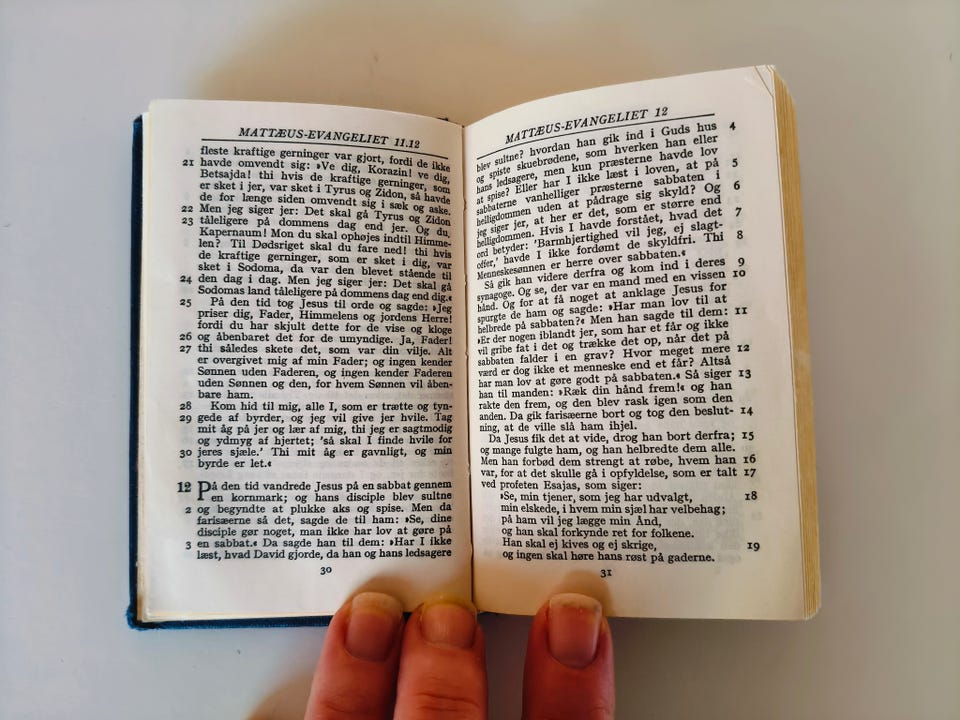 MATTÆUS-EVANGELIET 11.12
fleste kraftige gerninger var gjort, fordi de ikke
21 havde omvendt sig: »Ve dig, Korazin! ve dig,
Betsajda! thi hvis de kraftige gerninger, som
er sket i jer, var sket i Tyrus og Zidon, så havde
de for længe siden omvendt sig i sæk og aske.
22 Men jeg siger jer: Det skal gå Tyrus og Zidon
23 tåleligere på dommens dag end jer. Og du,
Kapernaum! Mon du skal ophøjes indtil Himme-
len? Til Dødsriget skal du fare ned! thi hvis
de kraftige gerninger, som er sket i dig, var
sket i Sodoma, da var den blevet stående til
24 den dag i dag. Men jeg siger jer: Det skal gå
Sodomas land tåleligere på dommens dag end dig.«
25 På den tid tog Jesus til orde og sagde: »Jeg
priser dig, Fader, Himmelens og jordens Herre!
fordi du har skjult dette for de vise og kloge
26 og åbenbaret det for de umyndige. Ja, Fader!
27 thi således skete det, som var din vilje. Alt
er overgivet mig af min Fader; og ingen kender
Sønnen uden Faderen, og ingen kender Faderen
uden Sønnen og den, for hvem Sønnen vil åben-
bare ham.
28 Kom hid til mig, alle I, som er trætte og tyn-
29 gede af byrder, og jeg vil give jer hvile. Tag
mit åg på jer og lær af mig, thi jeg er sagtmodig
og ydmyg af hjertet; 'så skal I finde hvile for
30 jeres sjæle.' Thi mit åg er gavnligt, og min
byrde er let.«
12 På den tid vandrede Jesus på en sabbat gennem
en kornmark; og hans disciple blev sultne
2 og begyndte at plukke aks og spise. Men da
farisæerne så det, sagde de til ham: »Se, dine
disciple gør noget, man ikke har lov at gøre på
3 en sabbat.« Da sagde han til dem: »Har I ikke
læst, hvad David gjorde, da han og hans ledsagere
30
MATTÆUS-EVANGELIET 12
blev sultne? hvordan han gik ind i Guds hus 4
og spiste skuebrødene, som hverken han eller
hans ledsagere, men kun præsterne havde lov
at spise? Eller har I ikke læst i loven, at på 5
sabbaterne vanhelliger præsterne sabbaten i
helligdommen uden at pådrage sig skyld? Og 6
jeg siger jer, at her er det, som er større end
helligdommen. Hvis I havde forstået, hvad det 7
ord betyder: 'Barmhjertighed vil jeg, ej slagt-
offer,' havde I ikke fordømt de skyldfri. Thi 8
Menneskesønnen er herre over sabbaten.«
Så gik han videre derfra og kom ind i deres 9
synagoge. Og se, der var en mand med en vissen 10
hånd. Og for at få noget at anklage Jesus for
spurgte de ham og sagde: »Har man lov til at
helbrede på sabbaten?« Men han sagde til dem: 11
»Er der nogen iblandt jer, som har et får og ikke
vil gribe fat i det og trække det op, når det på
sabbaten falder i en grav? Hvor meget mere 12
værd er dog ikke et menneske end et får? Altså
har man lov at gøre godt på sabbaten.« Så siger 13
han til manden: »Ræk din hånd frem!« og han
rakte den frem, og den blev rask igen som den
anden. Da gik farisæerne bort og tog den beslut- 14
ning, at de ville slå ham ihjel.
Da Jesus fik det at vide, drog han bort derfra; 15
og mange fulgte ham, og han helbredte dem alle.
Men han forbød dem strengt at røbe, hvem han 16
var, for at det skulle gå i opfyldelse, som er talt 17
ved profeten Esajas, som siger:
»Se, min tjener, som jeg har udvalgt, 18
min elskede, i hvem min sjæl har velbehag;
på ham vil jeg lægge min Ånd,
og han skal forkynde ret for folkene.
Han skal ej kives og ej skrige, 19
og ingen skal høre hans røst på gaderne.
31